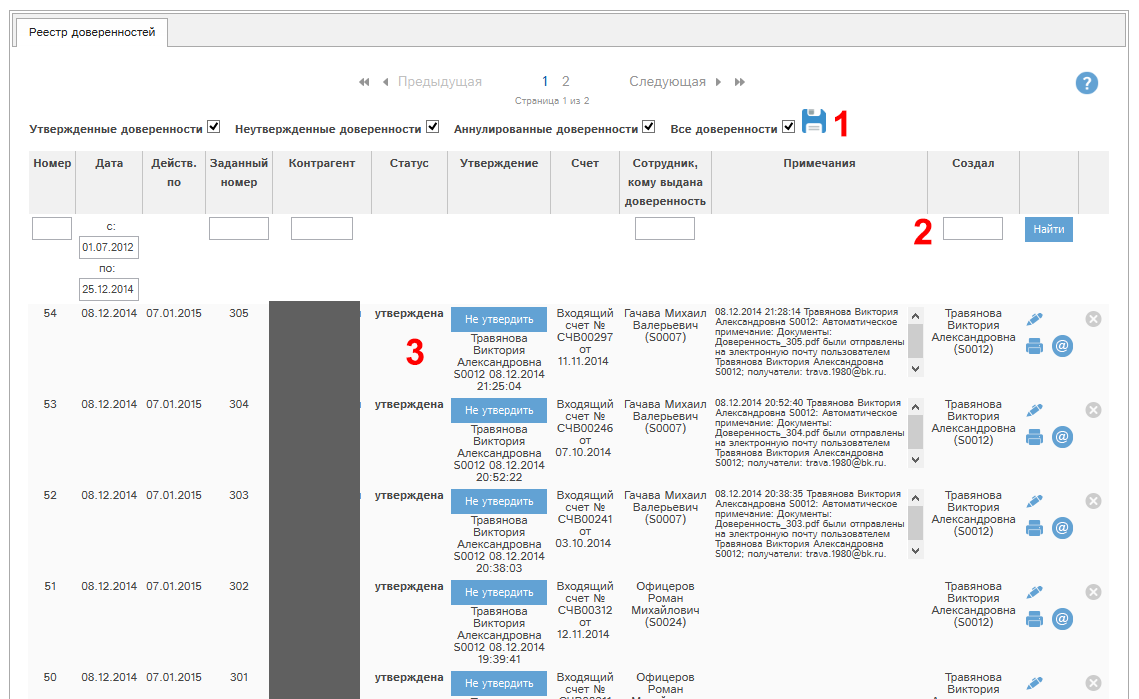 Реестр доверенностей
Предыдущая 1 2 Следующая
Страница 1 из 2
?
Утвержденные доверенности Неутвержденные доверенности Аннулированные доверенности Все доверенности 1
Номер Дата Действ. по Заданный номер Контрагент Статус Утверждение Счет Сотрудник, кому выдана доверенность Примечания Создал
с:
01.07.2012
по:
25.12.2014
2
Найти
54 08.12.2014 07.01.2015 305 утверждена
3
Не утвердить
Травянова
Виктория
Александровна
S0012 08.12.2014
21:25:04
Входящий
счет №
СЧВ00297
от
11.11.2014
Гачава Михаил
Валерьевич
(S0007)
08.12.2014 21:28:14 Травянова Виктория
Александровна S0012: Автоматическое
примечание: Документы:
Доверенность_305.pdf были отправлены
на электронную почту пользователем
Травянова Виктория Александровна
S0012; получатели: trava.1980@bk.ru.
Травянова
Виктория
Александровна
(S0012)
@
53 08.12.2014 07.01.2015 304 утверждена
Не утвердить
Травянова
Виктория
Александровна
S0012 08.12.2014
20:52:22
Входящий
счет №
СЧВ00246
от
07.10.2014
Гачава Михаил
Валерьевич
(S0007)
08.12.2014 20:52:40 Травянова Виктория
Александровна S0012: Автоматическое
примечание: Документы:
Доверенность_304.pdf были отправлены
на электронную почту пользователем
Травянова Виктория Александровна
S0012; получатели: trava.1980@bk.ru.
Травянова
Виктория
Александровна
(S0012)
@
52 08.12.2014 07.01.2015 303 утверждена
Не утвердить
Травянова
Виктория
Александровна
S0012 08.12.2014
20:38:03
Входящий
счет №
СЧВ00241
от
03.10.2014
Гачава Михаил
Валерьевич
(S0007)
08.12.2014 20:38:35 Травянова Виктория
Александровна S0012: Автоматическое
примечание: Документы:
Доверенность_303.pdf были отправлены
на электронную почту пользователем
Травянова Виктория Александровна
S0012; получатели: trava.1980@bk.ru.
Травянова
Виктория
Александровна
(S0012)
@
51 08.12.2014 07.01.2015 302 утверждена
Не утвердить
Травянова
Виктория
Александровна
S0012 08.12.2014
19:39:41
Входящий
счет №
СЧВ00312
от
12.11.2014
Офицеров
Роман
Михайлович
(S0024)
Травянова
Виктория
Александровна
(S0012)
@
50 08.12.2014 07.01.2015 301 утверждена
Не утвердить
Входящий
счет №
Офицеров
Роман
Травянова
Виктория